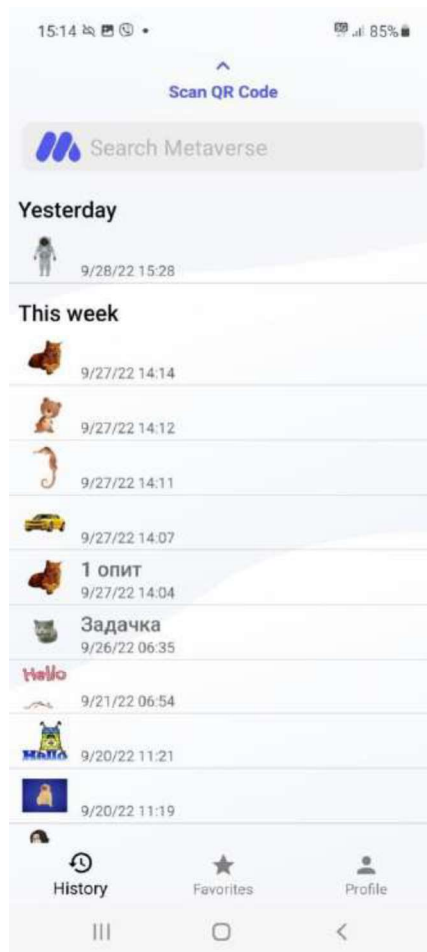 15:14
85%
Scan QR Code
Search Metaverse
Yesterday
9/28/22 15:28
This week
9/27/22 14:14
9/27/22 14:12
9/27/22 14:11
9/27/22 14:07
1 опит
9/27/22 14:04
Задачка
9/26/22 06:35
Hello
9/21/22 06:54
Hello
9/20/22 11:21
9/20/22 11:19
History
Favorites
Profile